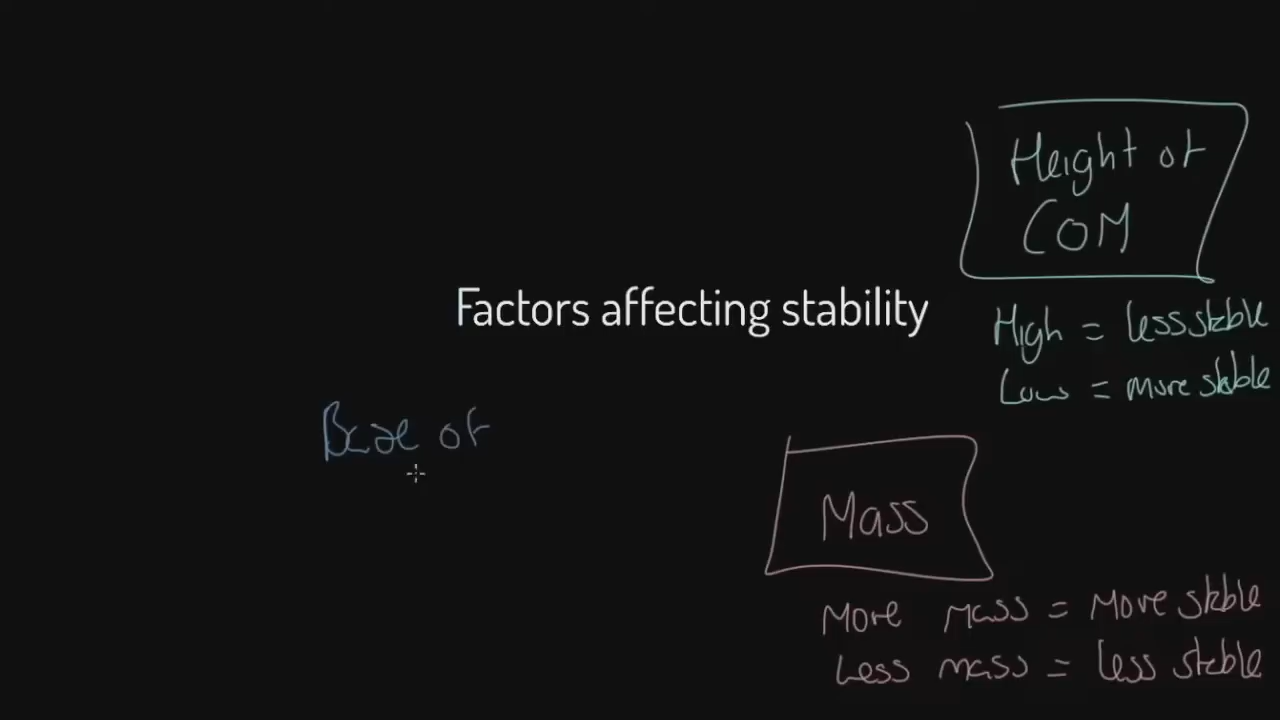 Height of
COM
Factors affecting stability
High = less stable
Low = more stable
Base of
Mass
More mass = More stable
Less mass = less stable